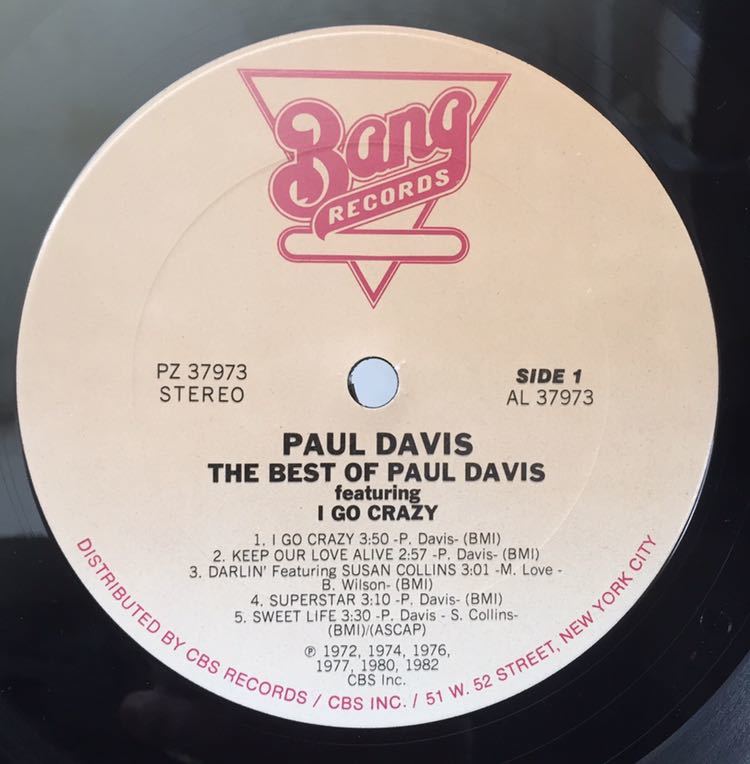 Bang
RECORDS
PZ 37973
STEREO
SIDE 1
AL 37973
PAUL DAVIS
THE BEST OF PAUL DAVIS
featuring
I GO CRAZY
1. I GO CRAZY 3:50 -P. Davis- (BMI)
2. KEEP OUR LOVE ALIVE 2:57 -P. Davis- (BMI)
3. DARLIN' Featuring SUSAN COLLINS 3:01 -M. Love -
B. Wilson- (BMI)
4. SUPERSTAR 3:10 -P. Davis- (BMI)
5. SWEET LIFE 3:30 -P. Davis - S. Collins-
(BMI)/(ASCAP)
℗ 1972, 1974, 1976,
1977, 1980, 1982
CBS Inc.
DISTRIBUTED BY CBS RECORDS / CBS INC. / 51 W. 52 STREET, NEW YORK CITY